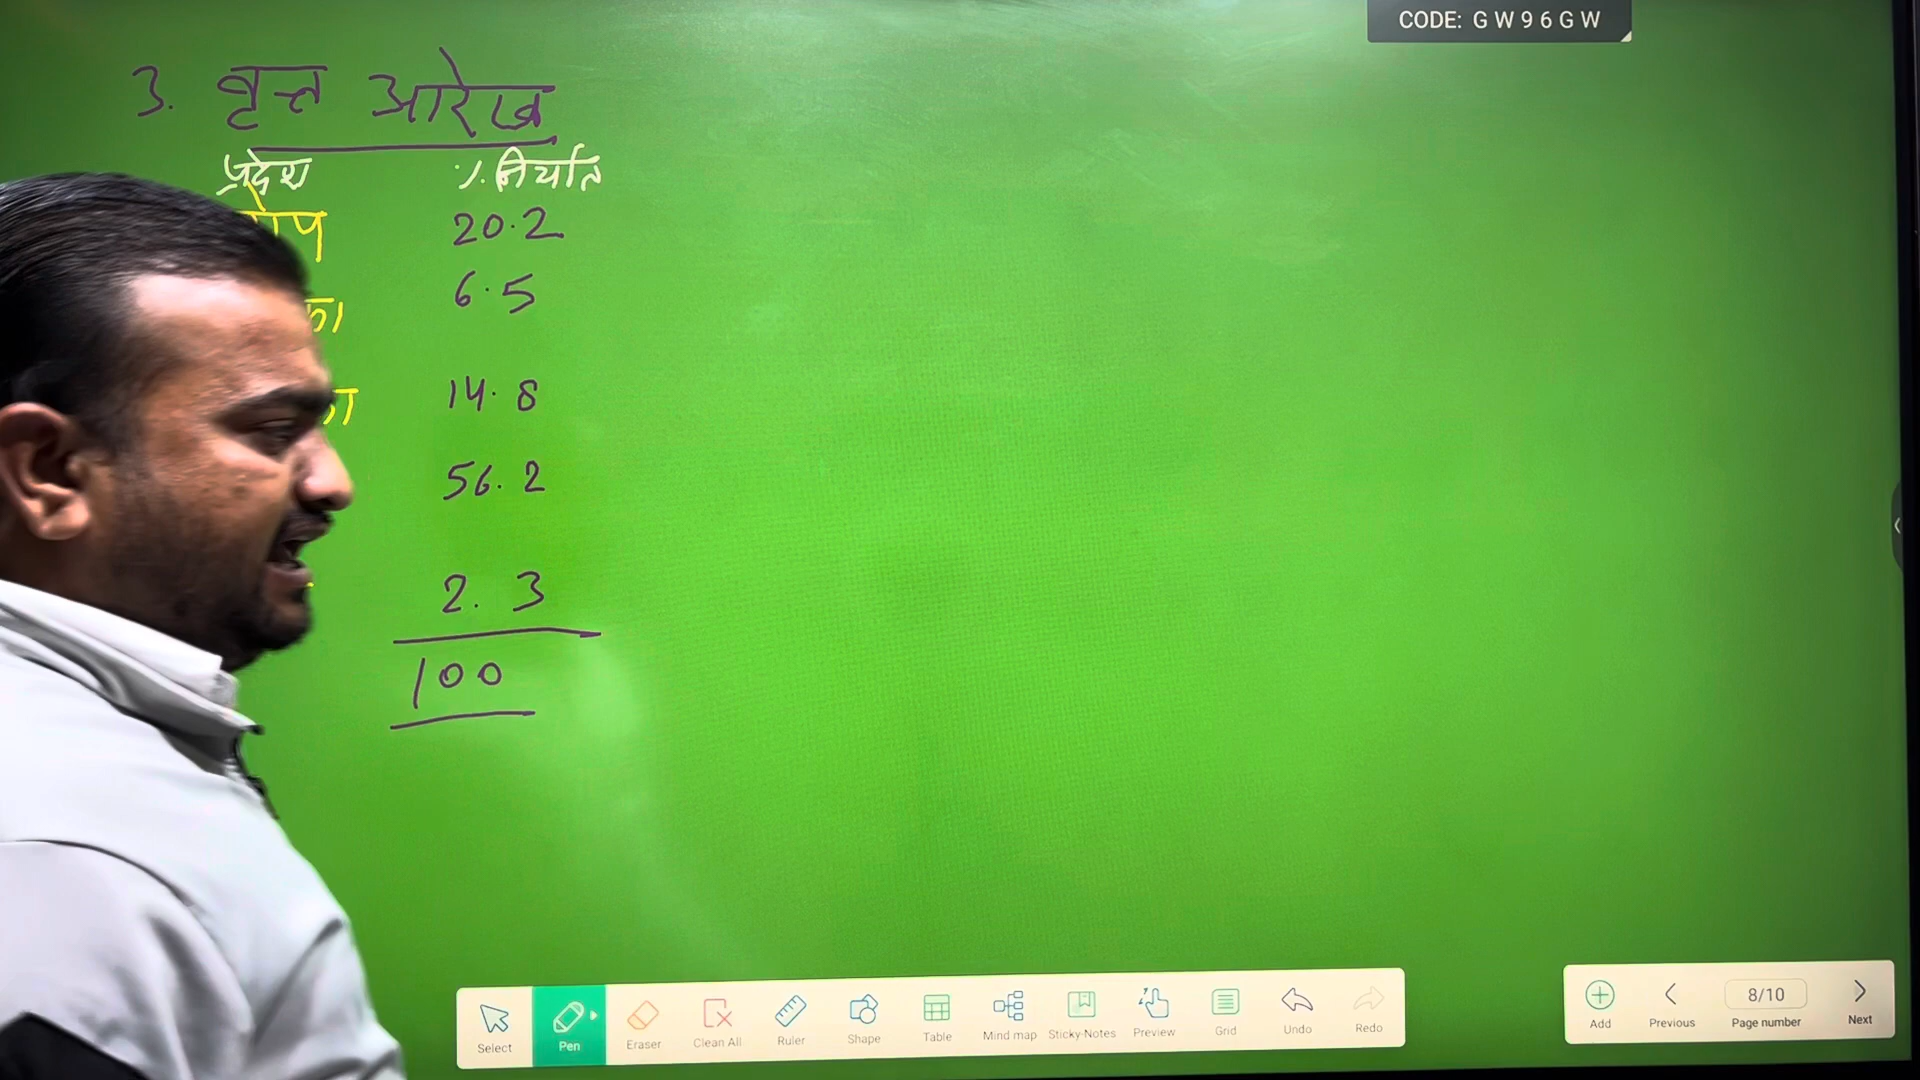 CODE: GW96GW
3. वृत्त आरेख
प्रदेश %निर्यात
20.2
6.5
14.8
56.2
2.3
100
Select Pen Eraser Clean All Ruler Shape Table Mind map Sticky-Notes Preview Grid Undo Redo
Add Previous 8/10 Page number Next